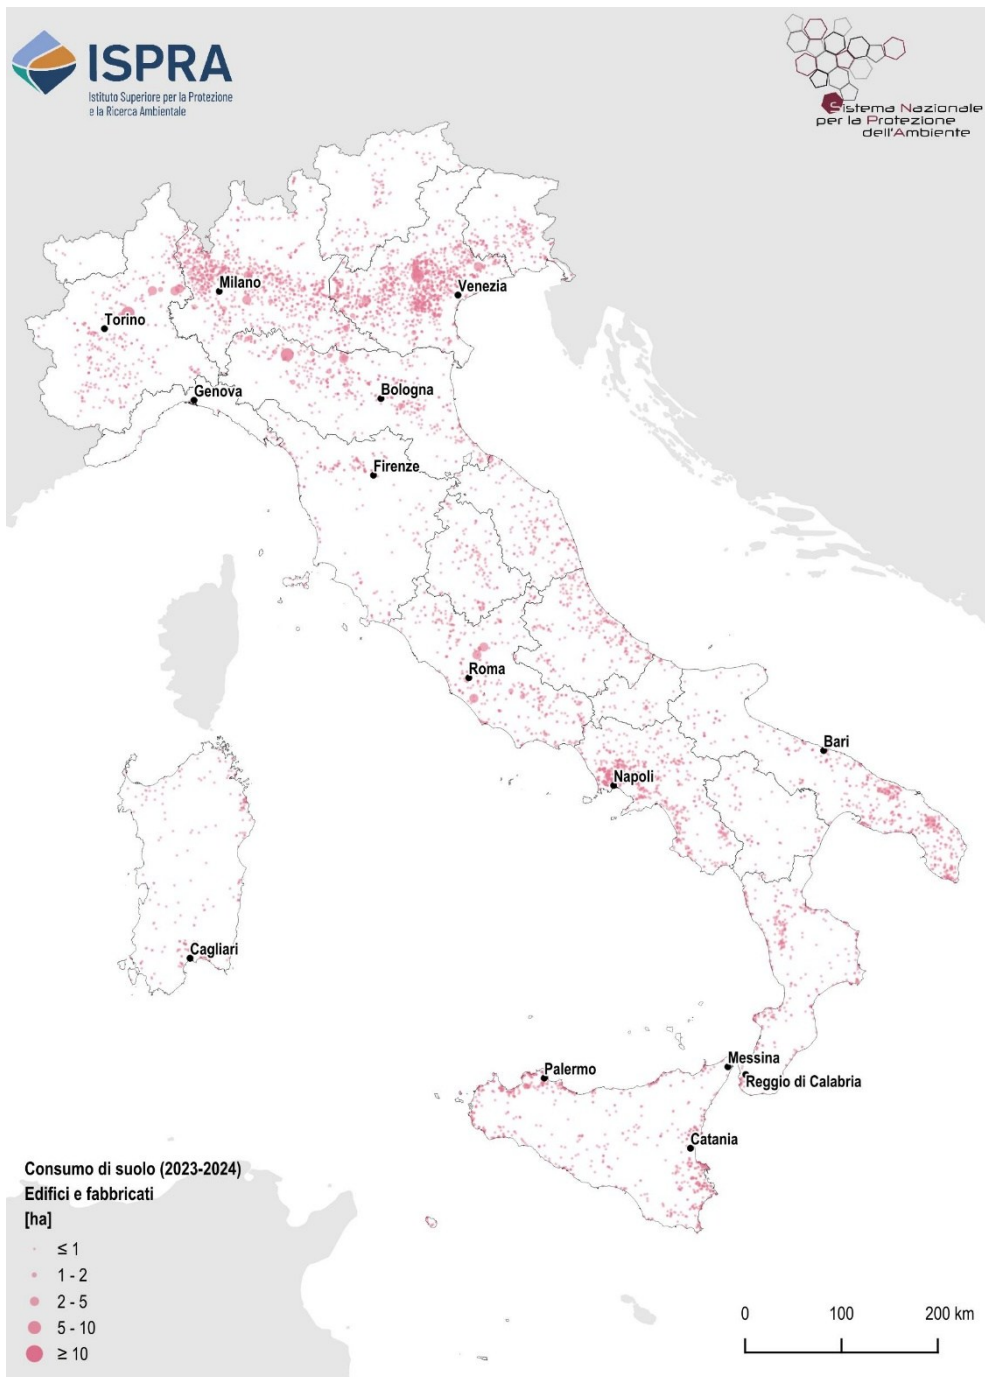 ISPRA
Istituto Superiore per la Protezione
e la Ricerca Ambientale
Sistema Nazionale
per la Protezione
dell'Ambiente
Milano
Venezia
Torino
Genova
Bologna
Firenze
Roma
Bari
Napoli
Cagliari
Messina
Palermo
Reggio di Calabria
Catania
Consumo di suolo (2023-2024)
Edifici e fabbricati
[ha]
≤ 1
1 - 2
2 - 5
5 - 10
≥ 10
0 100 200 km